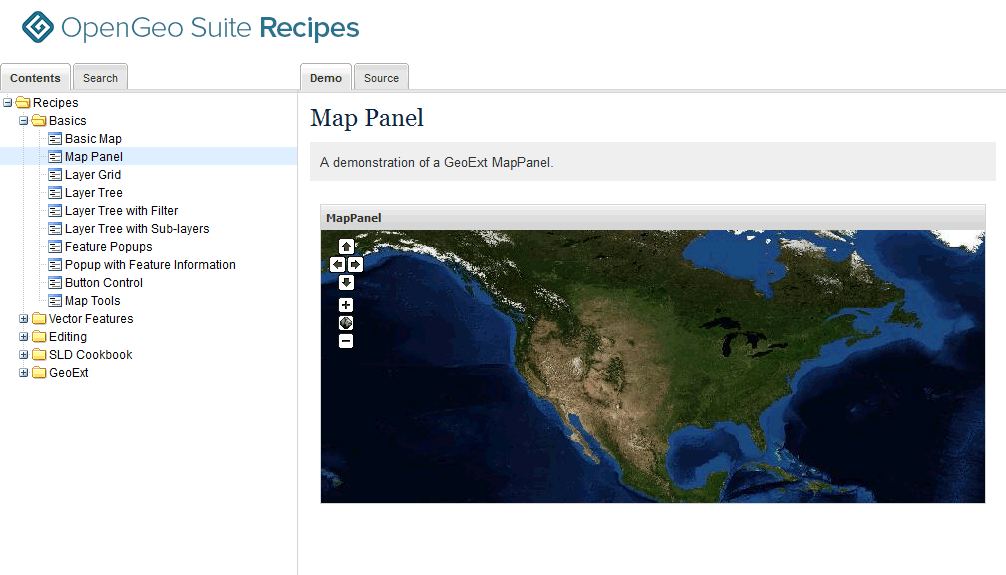 OpenGeo Suite Recipes
Contents
Search
Recipes
Basics
Basic Map
Map Panel
Layer Grid
Layer Tree
Layer Tree with Filter
Layer Tree with Sub-layers
Feature Popups
Popup with Feature Information
Button Control
Map Tools
Vector Features
Editing
SLD Cookbook
GeoExt
Demo
Source
Map Panel
A demonstration of a GeoExt MapPanel.
MapPanel